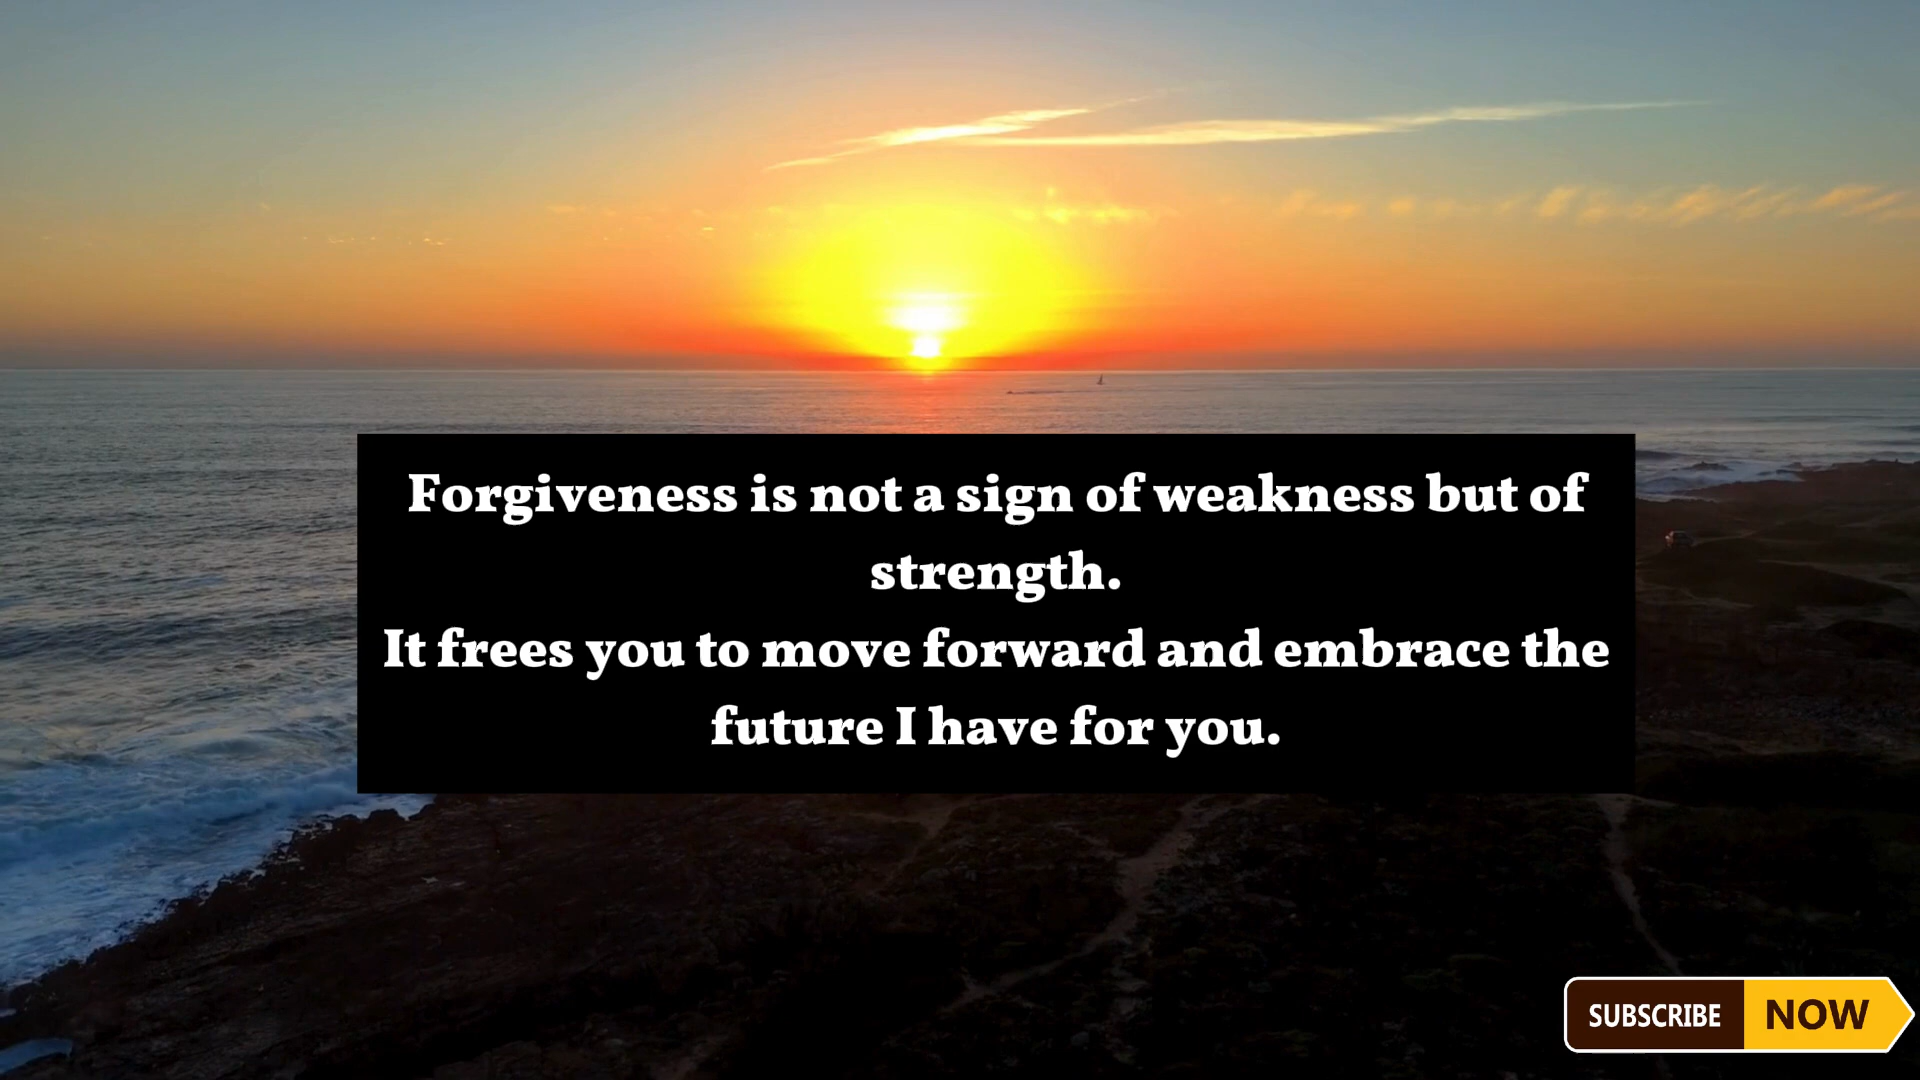 Forgiveness is not a sign of weakness but of
strength.
It frees you to move forward and embrace the
future I have for you.
SUBSCRIBE NOW